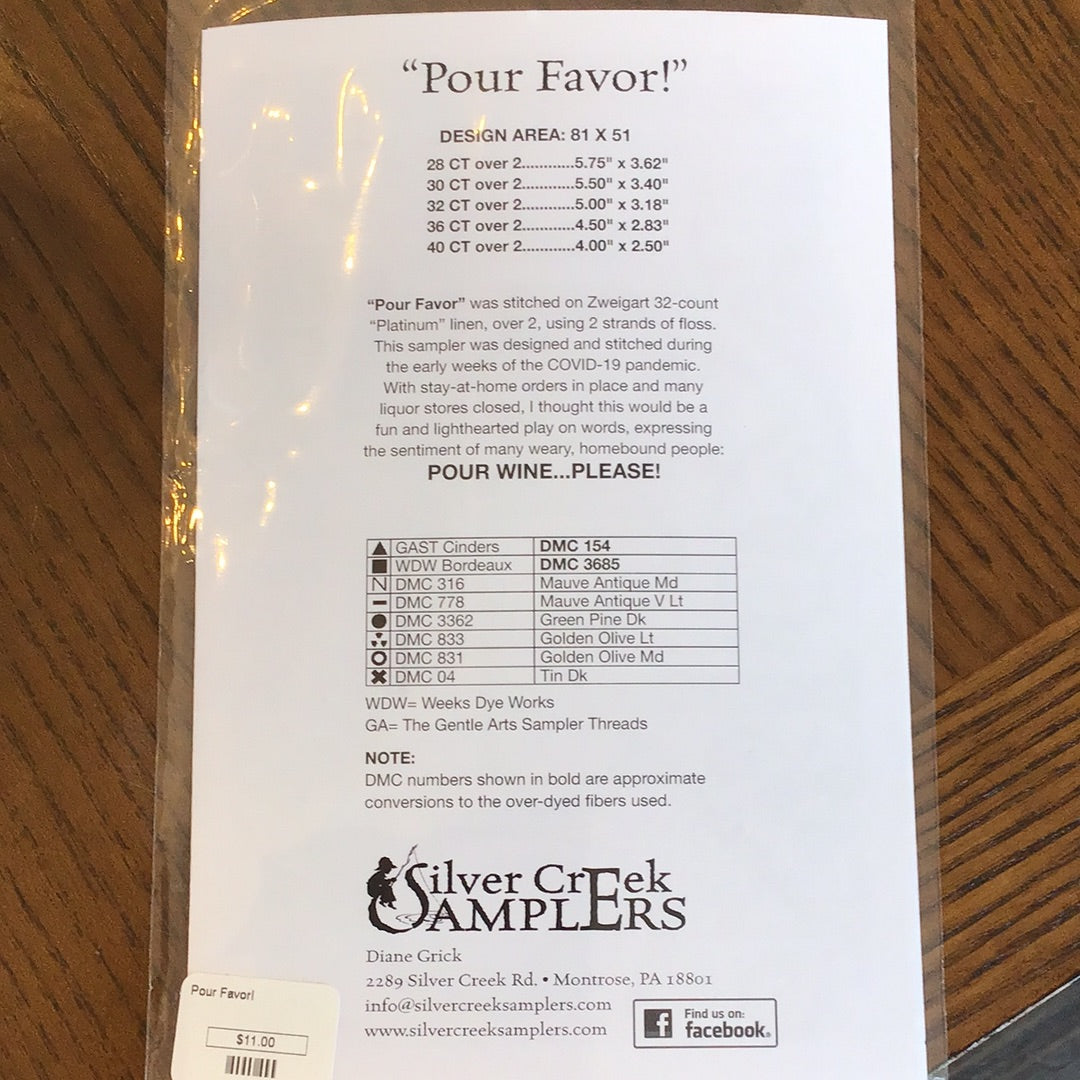 “Pour Favor!”
DESIGN AREA: 81 X 51
28 CT over 2............5.75" x 3.62"
30 CT over 2............5.50" x 3.40"
32 CT over 2............5.00" x 3.18"
36 CT over 2............4.50" x 2.83"
40 CT over 2............4.00" x 2.50"
“Pour Favor” was stitched on Zweigart 32-count
“Platinum” linen, over 2, using 2 strands of floss.
This sampler was designed and stitched during
the early weeks of the COVID-19 pandemic.
With stay-at-home orders in place and many
liquor stores closed, I thought this would be a
fun and lighthearted play on words, expressing
the sentiment of many weary, homebound people:
POUR WINE...PLEASE!
GAST Cinders DMC 154
WDW Bordeaux DMC 3685
N DMC 316 Mauve Antique Md
DMC 778 Mauve Antique V Lt
DMC 3362 Green Pine Dk
DMC 833 Golden Olive Lt
DMC 831 Golden Olive Md
DMC 04 Tin Dk
WDW= Weeks Dye Works
GA= The Gentle Arts Sampler Threads
NOTE:
DMC numbers shown in bold are approximate
conversions to the over-dyed fibers used.
Silver CrEek
SAMPLERS
Diane Grick
2289 Silver Creek Rd. • Montrose, PA 18801
info@silvercreeksamplers.com
www.silvercreeksamplers.com
f Find us on:
facebook®
Pour Favor!
$11.00